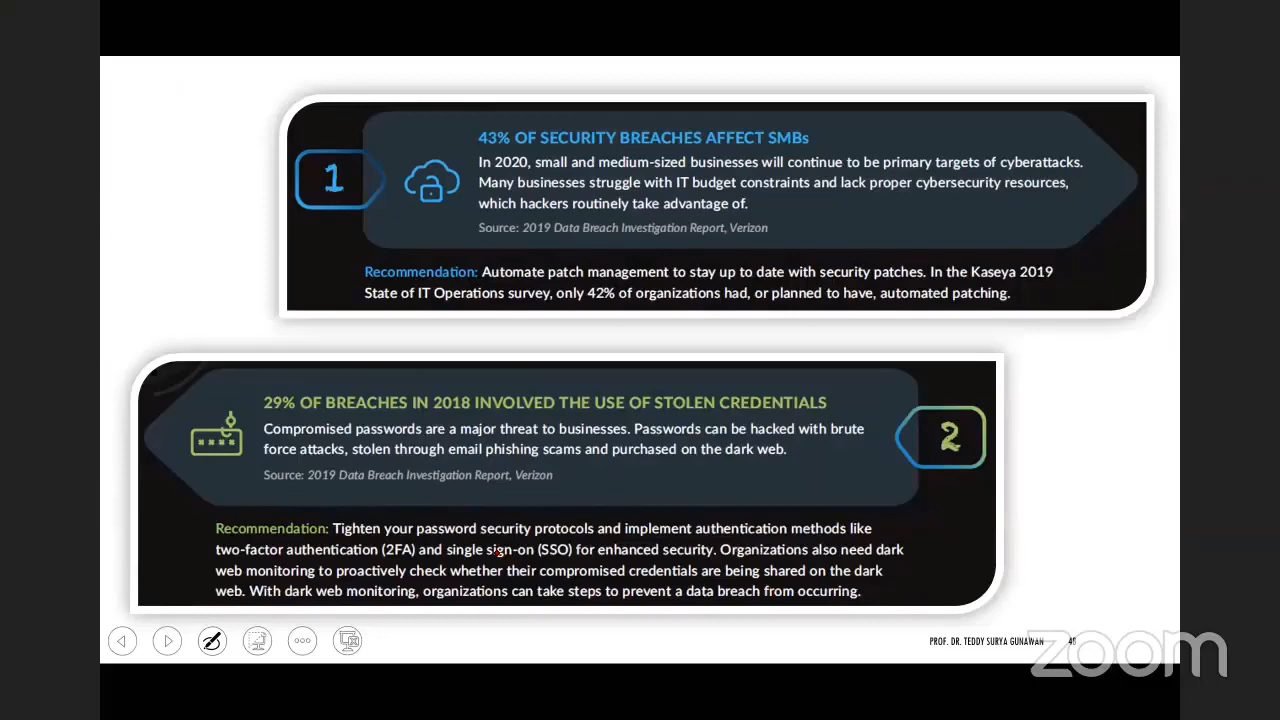 1
43% OF SECURITY BREACHES AFFECT SMBs
In 2020, small and medium-sized businesses will continue to be primary targets of cyberattacks.
Many businesses struggle with IT budget constraints and lack proper cybersecurity resources,
which hackers routinely take advantage of.
Source: 2019 Data Breach Investigation Report, Verizon
Recommendation: Automate patch management to stay up to date with security patches. In the Kaseya 2019
State of IT Operations survey, only 42% of organizations had, or planned to have, automated patching.
29% OF BREACHES IN 2018 INVOLVED THE USE OF STOLEN CREDENTIALS
Compromised passwords are a major threat to businesses. Passwords can be hacked with brute
force attacks, stolen through email phishing scams and purchased on the dark web.
Source: 2019 Data Breach Investigation Report, Verizon
2
Recommendation: Tighten your password security protocols and implement authentication methods like
two-factor authentication (2FA) and single sign-on (SSO) for enhanced security. Organizations also need dark
web monitoring to proactively check whether their compromised credentials are being shared on the dark
web. With dark web monitoring, organizations can take steps to prevent a data breach from occurring.
PROF. DR. TEDDY SURYA GUNAWAN
zoom